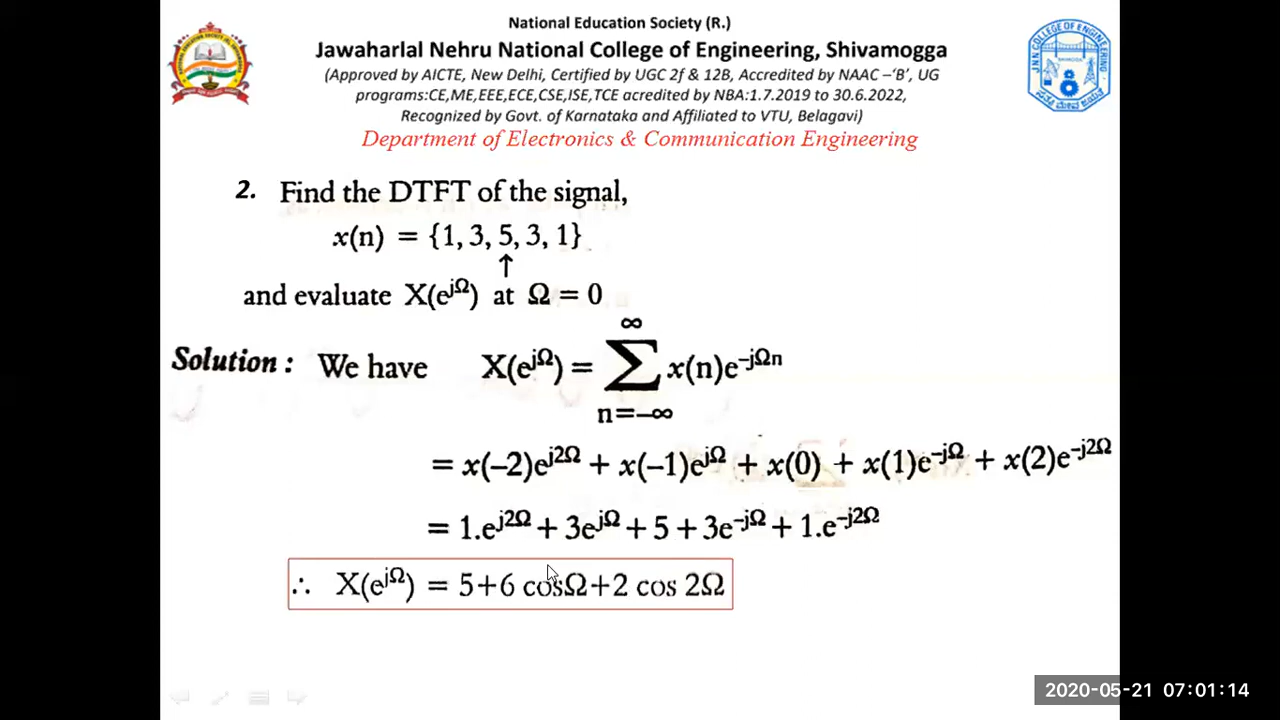 National Education Society (R.)
Jawaharlal Nehru National College of Engineering, Shivamogga
(Approved by AICTE, New Delhi, Certified by UGC 2f & 12B, Accredited by NAAC –‘B’, UG
programs:CE,ME,EEE,ECE,CSE,ISE,TCE acredited by NBA:1.7.2019 to 30.6.2022,
Recognized by Govt. of Karnataka and Affiliated to VTU, Belagavi)
Department of Electronics & Communication Engineering
2. Find the DTFT of the signal,
x(n) = {1, 3, 5, 3, 1}
↑
and evaluate X(e^jΩ) at Ω = 0
Solution : We have X(e^jΩ) = ∑_{n=–∞}^{∞} x(n)e^–jΩn
= x(–2)e^j2Ω + x(–1)e^jΩ + x(0) + x(1)e^–jΩ + x(2)e^–j2Ω
= 1.e^j2Ω + 3e^jΩ + 5 + 3e^–jΩ + 1.e^–j2Ω
∴ X(e^jΩ) = 5+6 cosΩ+2 cos 2Ω
2020-05-21 07:01:14